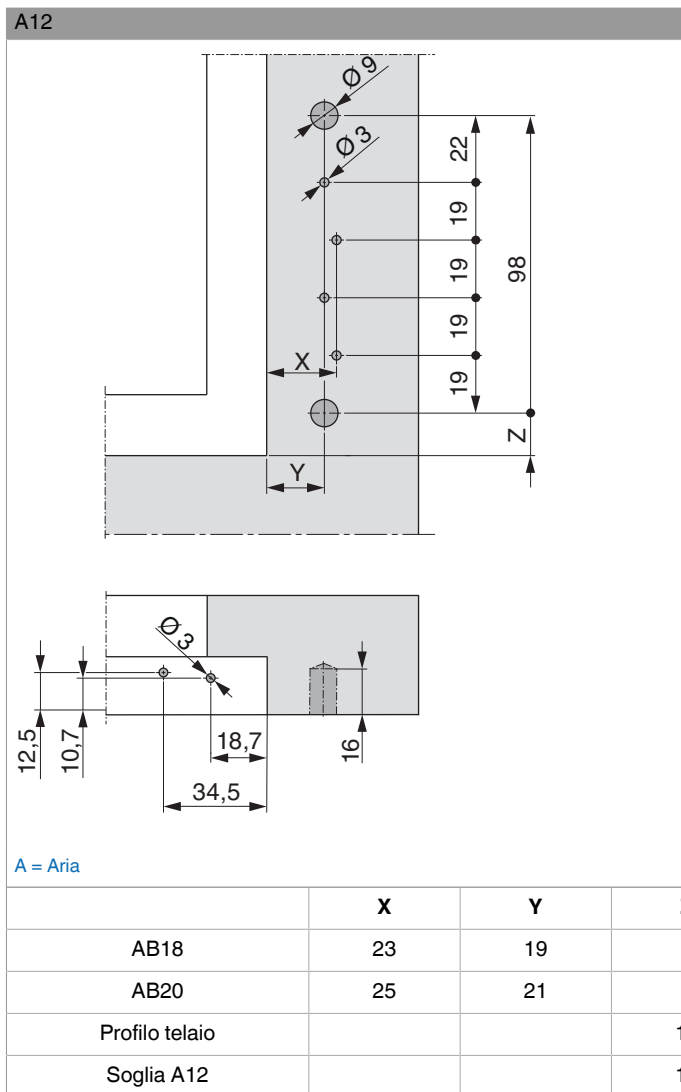 A12
Ø 9
Ø 3
22
19
19
19
19
98
X
Z
Y
Ø 3
12,5
10,7
18,7
34,5
16
A = Aria
X Y
AB18 23 19
AB20 25 21
Profilo telaio
Soglia A12